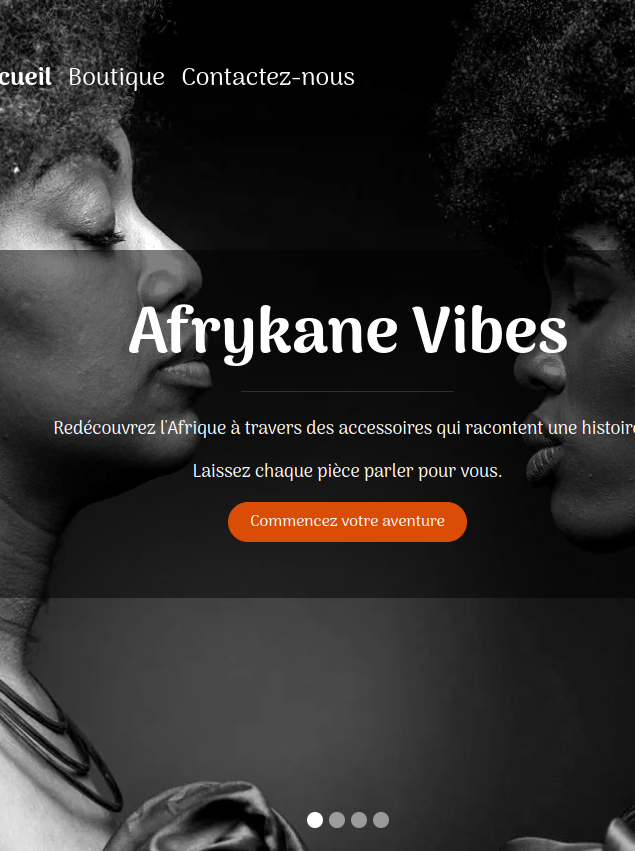 cueil Boutique Contactez-nous
Afrykane Vibes
Redécouvrez l'Afrique à travers des accessoires qui racontent une histoire
Laissez chaque pièce parler pour vous.
Commencez votre aventure